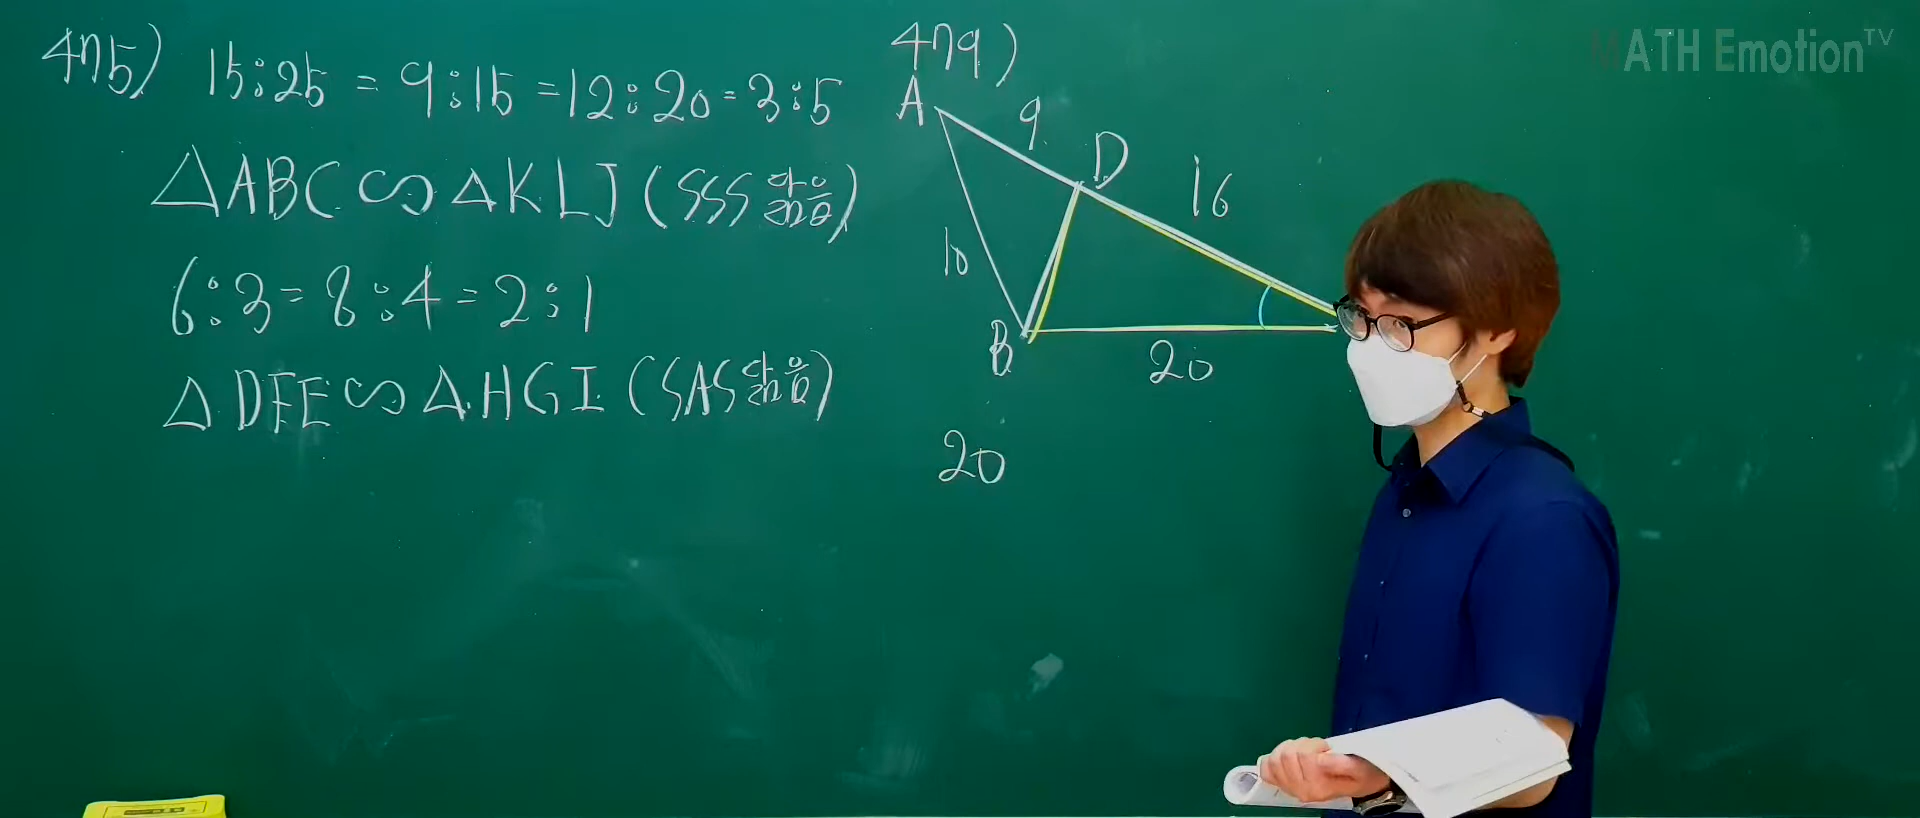 475)
15:25 = 9:15 = 12:20 = 3:5
△ABC ∽ △KLJ (SSS 닮음)
6:3 = 8:4 = 2:1
△DFE ∽ △HGI (SAS 닮음)
479)
A
9
D
16
10
B
20
20
MATH Emotion TV